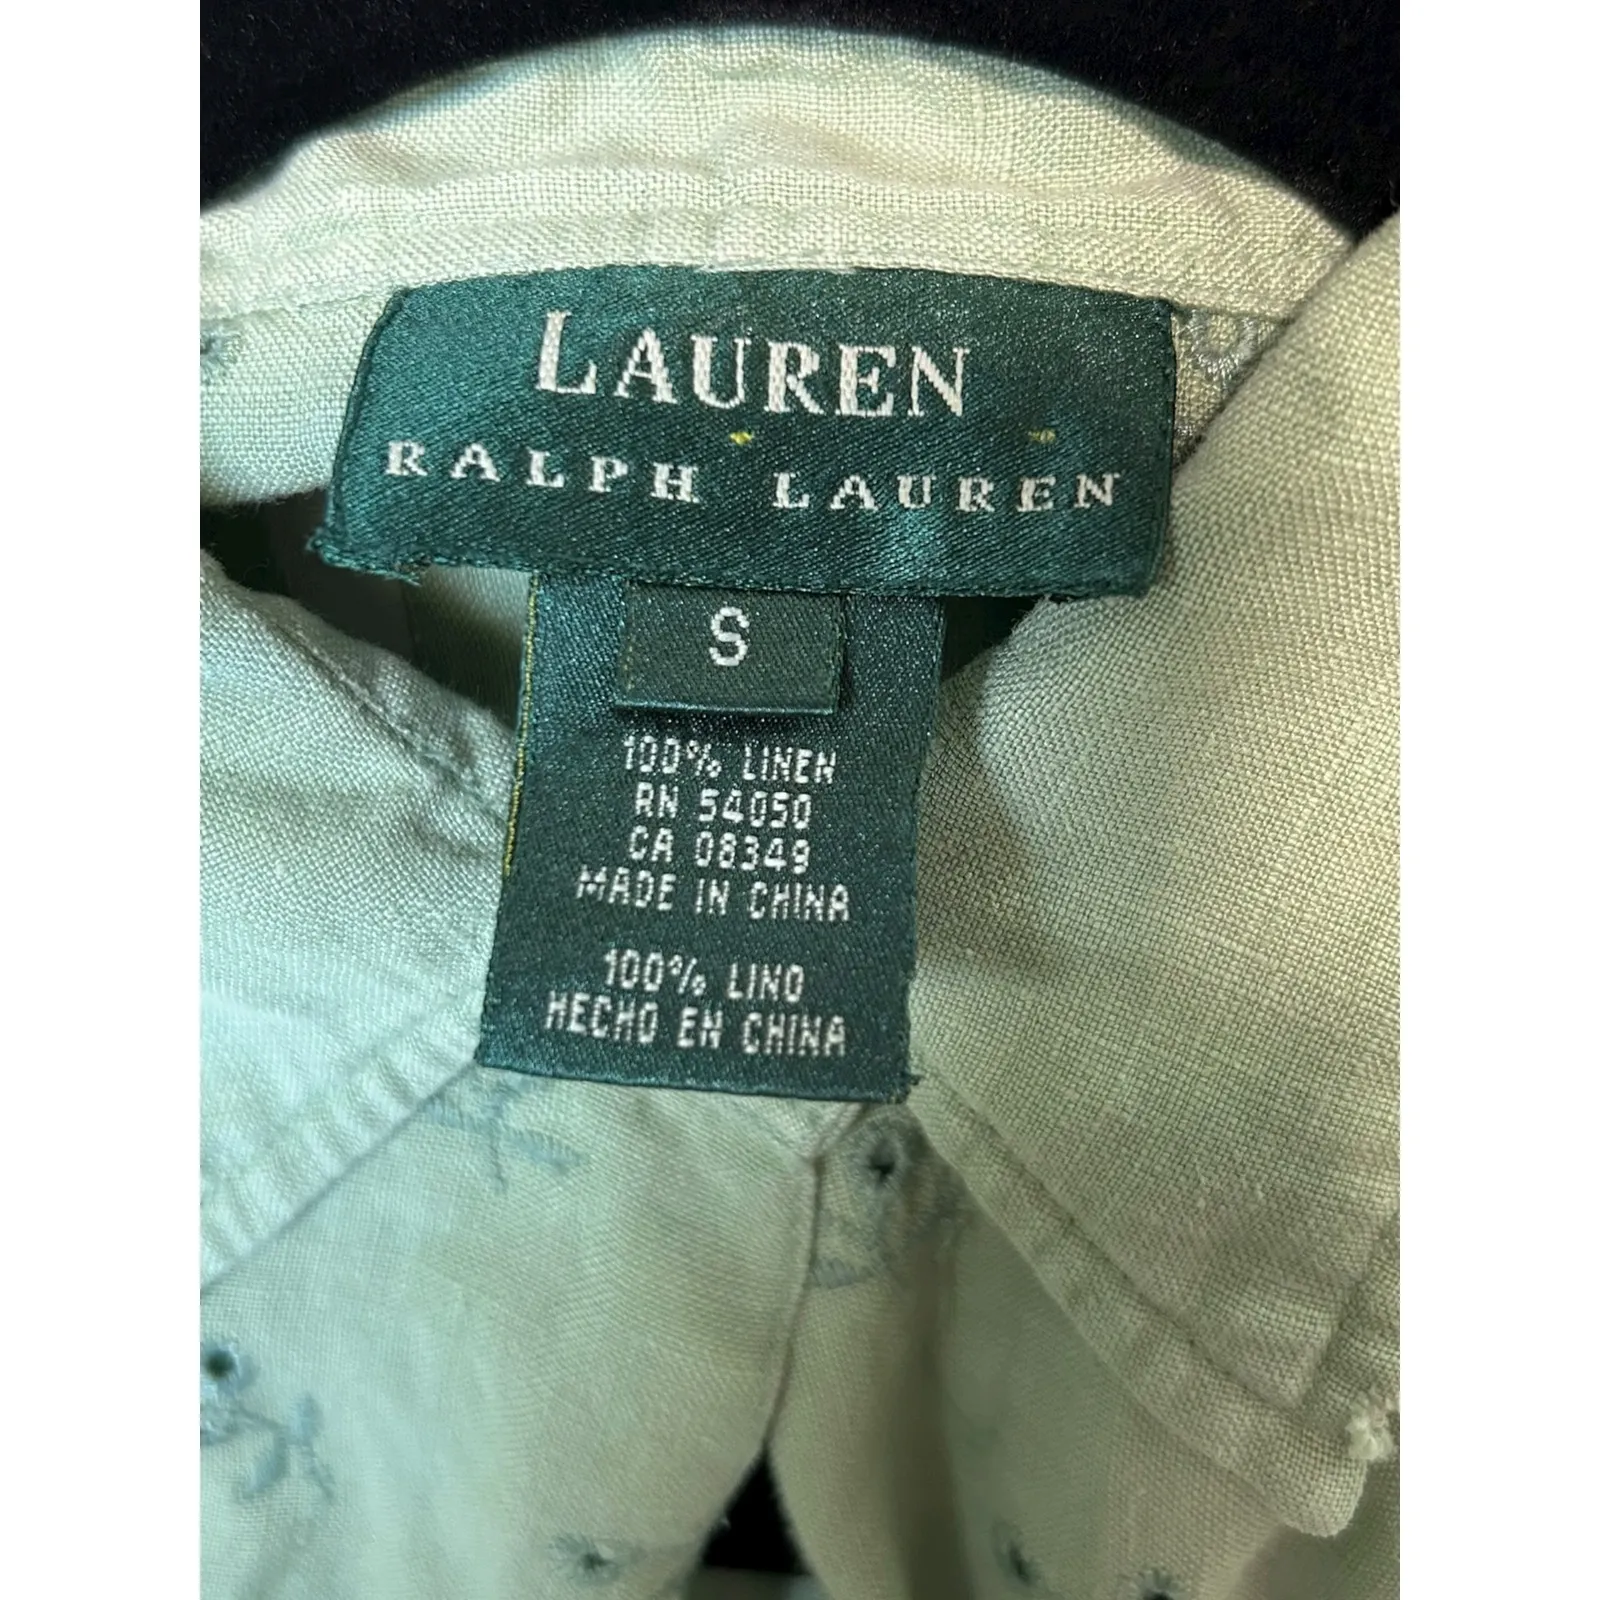 LAUREN
RALPH LAUREN
S
100% LINEN
RN 54050
CA 08349
MADE IN CHINA
100% LINO
HECHO EN CHINA